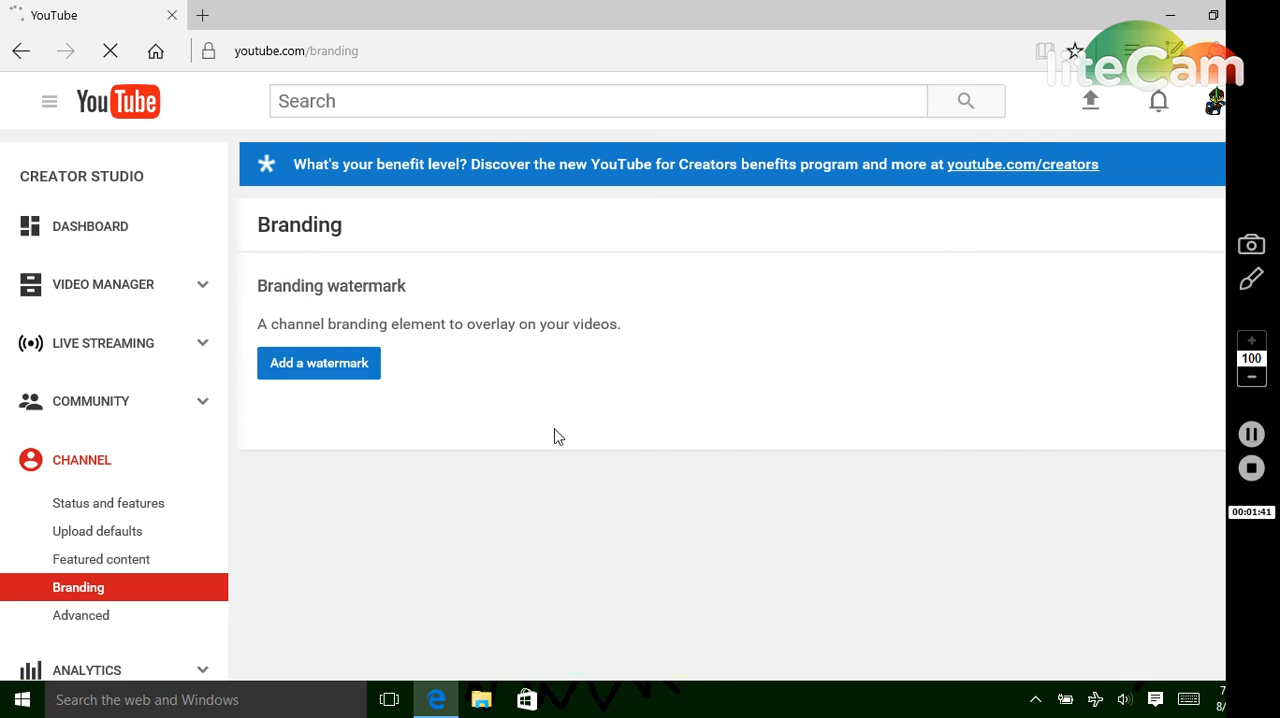 YouTube
youtube.com/branding
liteCam
YouTube
Search
CREATOR STUDIO
DASHBOARD
VIDEO MANAGER
LIVE STREAMING
COMMUNITY
CHANNEL
Status and features
Upload defaults
Featured content
Branding
Advanced
ANALYTICS
What's your benefit level? Discover the new YouTube for Creators benefits program and more at youtube.com/creators
Branding
Branding watermark
A channel branding element to overlay on your videos.
Add a watermark
100
00:01:41
Search the web and Windows
7
8/